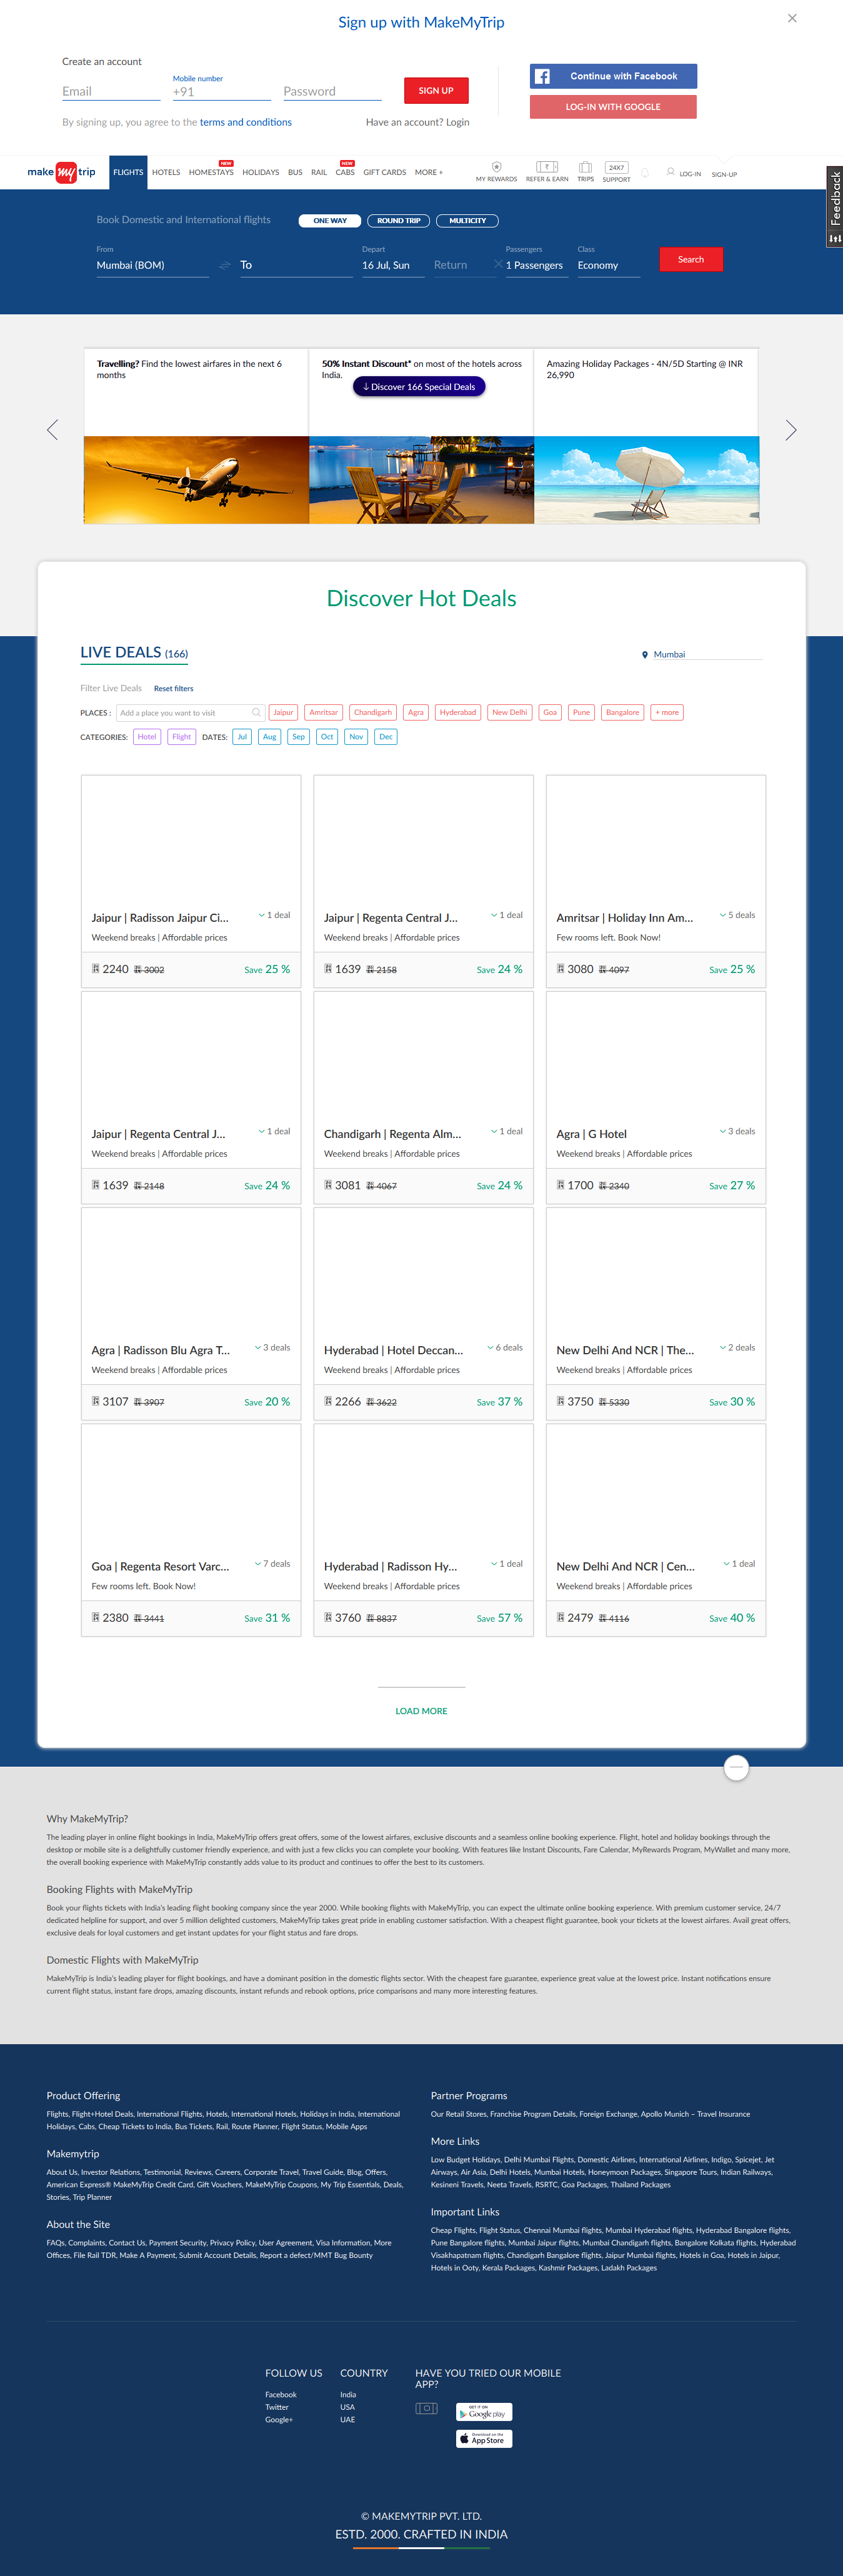 Sign up with MakeMyTrip
Create an account
Email
Mobile number
+91
Password
SIGN UP
Continue with Facebook
LOG-IN WITH GOOGLE
By signing up, you agree to the terms and conditions
Have an account? Login
make my trip
FLIGHTS
HOTELS
NEW
HOMESTAYS
HOLIDAYS
BUS
RAIL
NEW
CABS
GIFT CARDS
MORE +
MY REWARDS
REFER & EARN
TRIPS
24X7
SUPPORT
LOG-IN
SIGN-UP
Feedback
Book Domestic and International flights
ONE WAY
ROUND TRIP
MULTICITY
From
Mumbai (BOM)
To
Depart
16 Jul, Sun
Return
Passengers
1 Passengers
Class
Economy
Search
Travelling? Find the lowest airfares in the next 6
months
50% Instant Discount* on most of the hotels across
India.
Discover 166 Special Deals
Amazing Holiday Packages - 4N/5D Starting @ INR
26,990
Discover Hot Deals
LIVE DEALS (166)
Mumbai
Filter Live Deals
Reset filters
PLACES :
Add a place you want to visit
Jaipur
Amritsar
Chandigarh
Agra
Hyderabad
New Delhi
Goa
Pune
Bangalore
+ more
CATEGORIES:
Hotel
Flight
DATES:
Jul
Aug
Sep
Oct
Nov
Dec
Jaipur | Radisson Jaipur Ci...
1 deal
Weekend breaks | Affordable prices
2240 3002
Save 25 %
Jaipur | Regenta Central J...
1 deal
Weekend breaks | Affordable prices
1639 2158
Save 24 %
Amritsar | Holiday Inn Am...
5 deals
Few rooms left. Book Now!
3080 4097
Save 25 %
Jaipur | Regenta Central J...
1 deal
Weekend breaks | Affordable prices
1639 2148
Save 24 %
Chandigarh | Regenta Alm...
1 deal
Weekend breaks | Affordable prices
3081 4067
Save 24 %
Agra | G Hotel
3 deals
Weekend breaks | Affordable prices
1700 2340
Save 27 %
Agra | Radisson Blu Agra T...
3 deals
Weekend breaks | Affordable prices
3107 3907
Save 20 %
Hyderabad | Hotel Deccan...
6 deals
Weekend breaks | Affordable prices
2266 3622
Save 37 %
New Delhi And NCR | The...
2 deals
Weekend breaks | Affordable prices
3750 5330
Save 30 %
Goa | Regenta Resort Varc...
7 deals
Few rooms left. Book Now!
2380 3441
Save 31 %
Hyderabad | Radisson Hy...
1 deal
Weekend breaks | Affordable prices
3760 8837
Save 57 %
New Delhi And NCR | Cen...
1 deal
Weekend breaks | Affordable prices
2479 4116
Save 40 %
LOAD MORE
Why MakeMyTrip?
The leading player in online flight bookings in India, MakeMyTrip offers great offers, some of the lowest airfares, exclusive discounts and a seamless online booking experience. Flight, hotel and holiday bookings through the
desktop or mobile site is a delightfully customer friendly experience, and with just a few clicks you can complete your booking. With features like Instant Discounts, Fare Calendar, MyRewards Program, MyWallet and many more,
the overall booking experience with MakeMyTrip constantly adds value to its product and continues to offer the best to its customers.
Booking Flights with MakeMyTrip
Book your flights tickets with India's leading flight booking company since the year 2000. While booking flights with MakeMyTrip, you can expect the ultimate online booking experience. With premium customer service, 24/7
dedicated helpline for support, and over 5 million delighted customers, MakeMyTrip takes great pride in enabling customer satisfaction. With a cheapest flight guarantee, book your tickets at the lowest airfares. Avail great offers,
exclusive deals for loyal customers and get instant updates for your flight status and fare drops.
Domestic Flights with MakeMyTrip
MakeMyTrip is India's leading player for flight bookings, and have a dominant position in the domestic flights sector. With the cheapest fare guarantee, experience great value at the lowest price. Instant notifications ensure
current flight status, instant fare drops, amazing discounts, instant refunds and rebook options, price comparisons and many more interesting features.
Product Offering
Flights, Flight+Hotel Deals, International Flights, Hotels, International Hotels, Holidays in India, International
Holidays, Cabs, Cheap Tickets to India, Bus Tickets, Rail, Route Planner, Flight Status, Mobile Apps
Makemytrip
About Us, Investor Relations, Testimonial, Reviews, Careers, Corporate Travel, Travel Guide, Blog, Offers,
American Express® MakeMyTrip Credit Card, Gift Vouchers, MakeMyTrip Coupons, My Trip Essentials, Deals,
Stories, Trip Planner
About the Site
FAQs, Complaints, Contact Us, Payment Security, Privacy Policy, User Agreement, Visa Information, More
Offices, File Rail TDR, Make A Payment, Submit Account Details, Report a defect/MMT Bug Bounty
Partner Programs
Our Retail Stores, Franchise Program Details, Foreign Exchange, Apollo Munich – Travel Insurance
More Links
Low Budget Holidays, Delhi Mumbai Flights, Domestic Airlines, International Airlines, Indigo, Spicejet, Jet
Airways, Air Asia, Delhi Hotels, Mumbai Hotels, Honeymoon Packages, Singapore Tours, Indian Railways,
Kesineni Travels, Neeta Travels, RSRTC, Goa Packages, Thailand Packages
Important Links
Cheap Flights, Flight Status, Chennai Mumbai flights, Mumbai Hyderabad flights, Hyderabad Bangalore flights,
Pune Bangalore flights, Mumbai Jaipur flights, Mumbai Chandigarh flights, Bangalore Kolkata flights, Hyderabad
Visakhapatnam flights, Chandigarh Bangalore flights, Jaipur Mumbai flights, Hotels in Goa, Hotels in Jaipur,
Hotels in Ooty, Kerala Packages, Kashmir Packages, Ladakh Packages
FOLLOW US
Facebook
Twitter
Google+
COUNTRY
India
USA
UAE
HAVE YOU TRIED OUR MOBILE
APP?
GET IT ON
Google play
Download on the
App Store
© MAKEMYTRIP PVT. LTD.
ESTD. 2000. CRAFTED IN INDIA